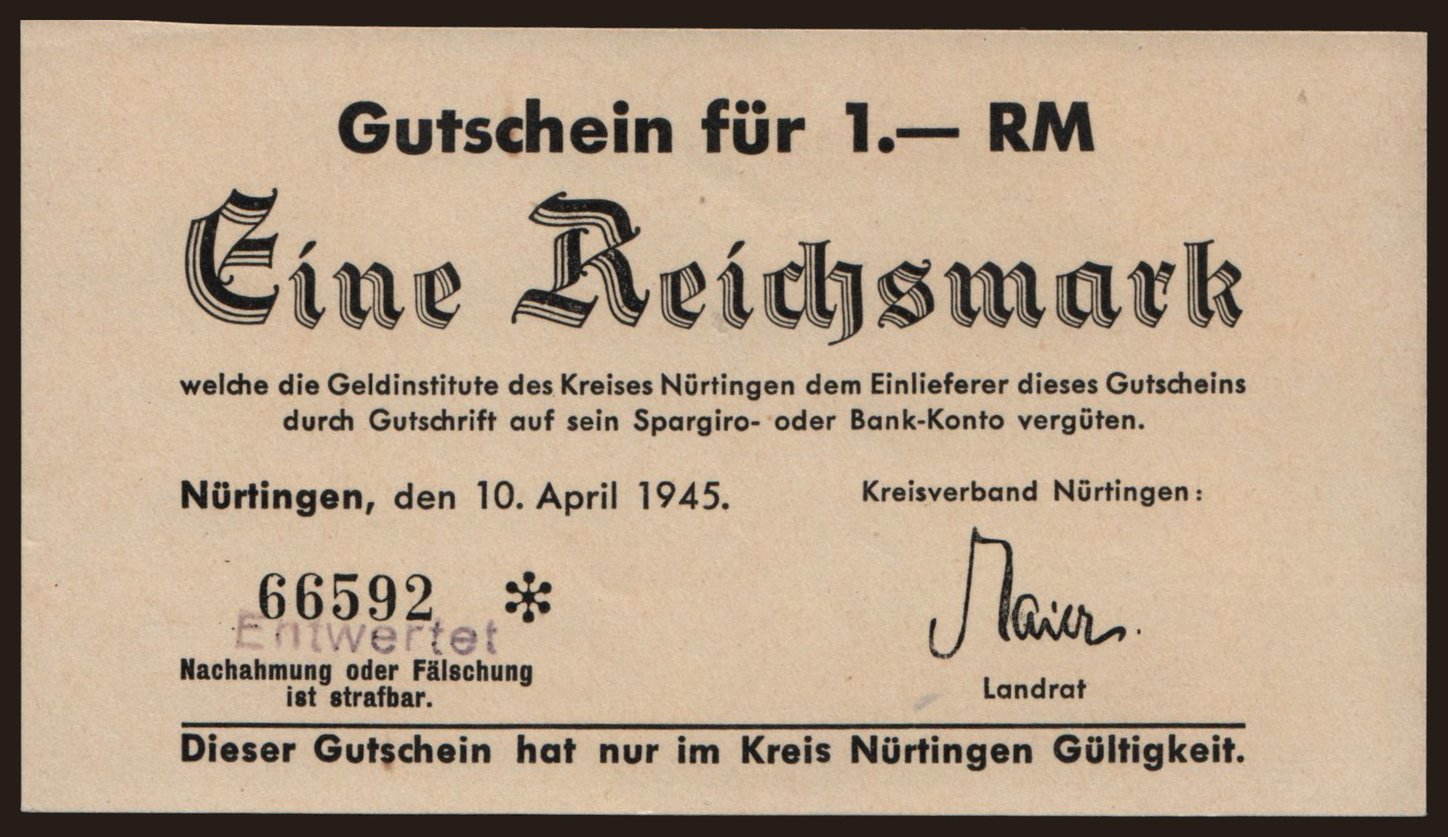 Gutschein für 1.— RM
Eine Reichsmark
welche die Geldinstitute des Kreises Nürtingen dem Einlieferer dieses Gutscheins
durch Gutschrift auf sein Spargiro- oder Bank-Konto vergüten.
Nürtingen, den 10. April 1945.
Kreisverband Nürtingen:
66592 *
Entwertet
Maier
Nachahmung oder Fälschung
ist strafbar.
Landrat
Dieser Gutschein hat nur im Kreis Nürtingen Gültigkeit.